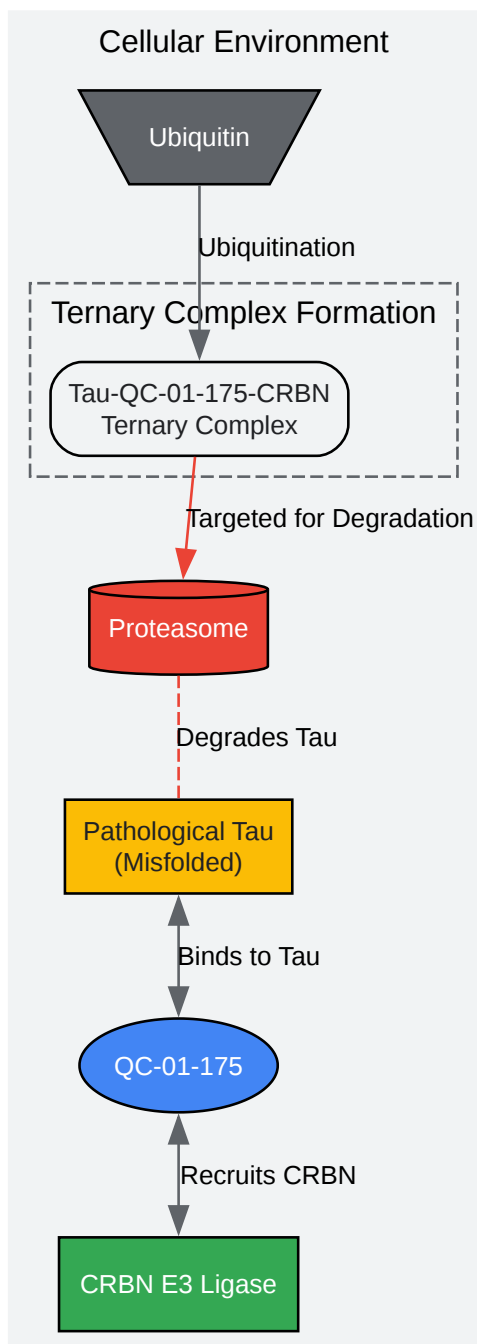 Cellular Environment
Ubiquitin
Ubiquitination
Ternary Complex Formation
Tau-QC-01-175-CRBN
Ternary Complex
Targeted for Degradation
Proteasome
Degrades Tau
Pathological Tau
(Misfolded)
Binds to Tau
QC-01-175
Recruits CRBN
CRBN E3 Ligase